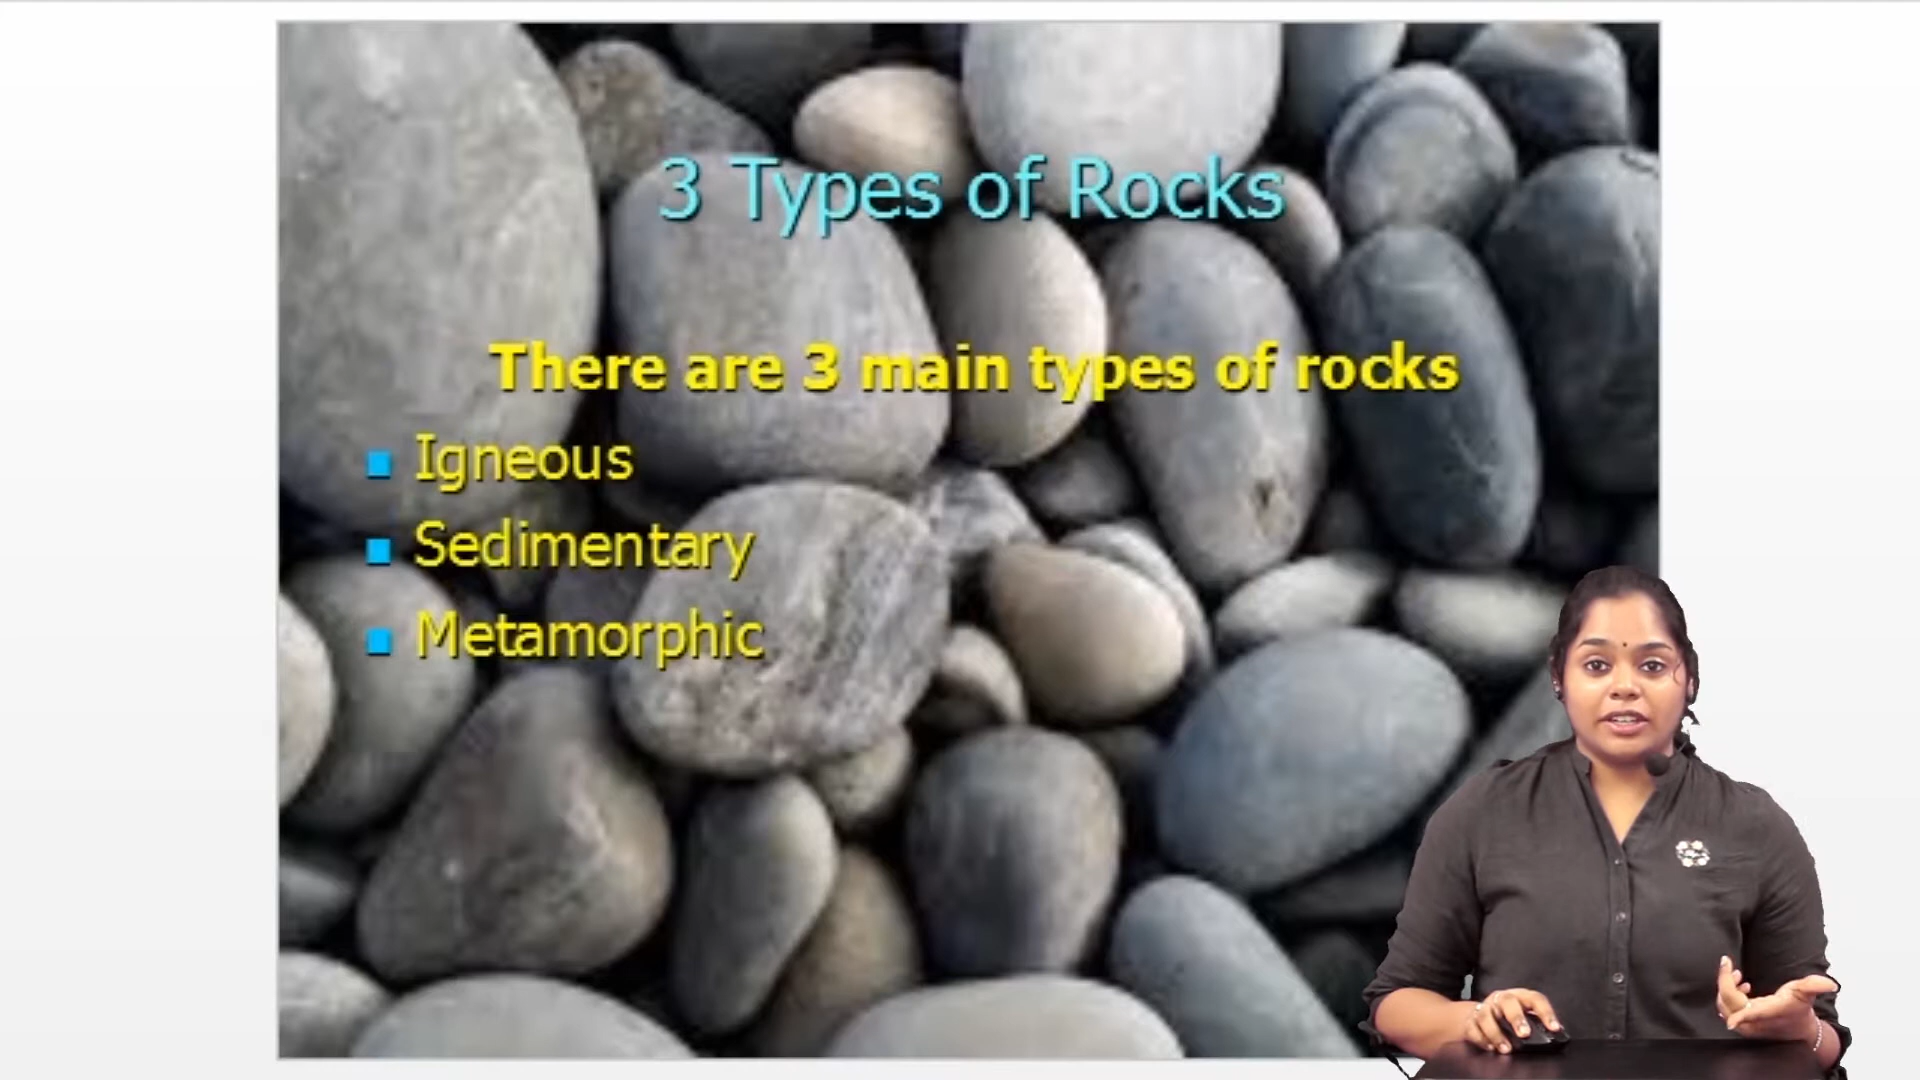 3 Types of Rocks
There are 3 main types of rocks
Igneous
Sedimentary
Metamorphic